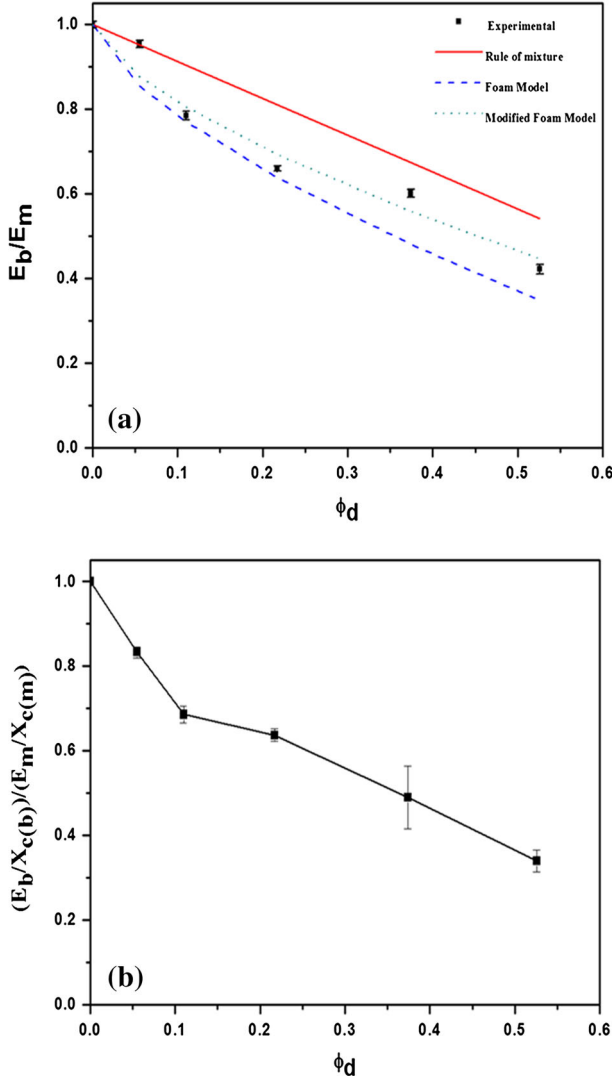 1.0
0.8
0.6
0.4
0.2
0.0
E_b/E_m
Experimental
Rule of mixture
Foam Model
Modified Foam Model
(a)
0.0 0.1 0.2 0.3 0.4 0.5 0.6
ϕ_d
1.0
0.8
0.6
0.4
0.2
0.0
(E_b/X_c(b))/(E_m/X_c(m))
(b)
0.0 0.1 0.2 0.3 0.4 0.5 0.6
ϕ_d